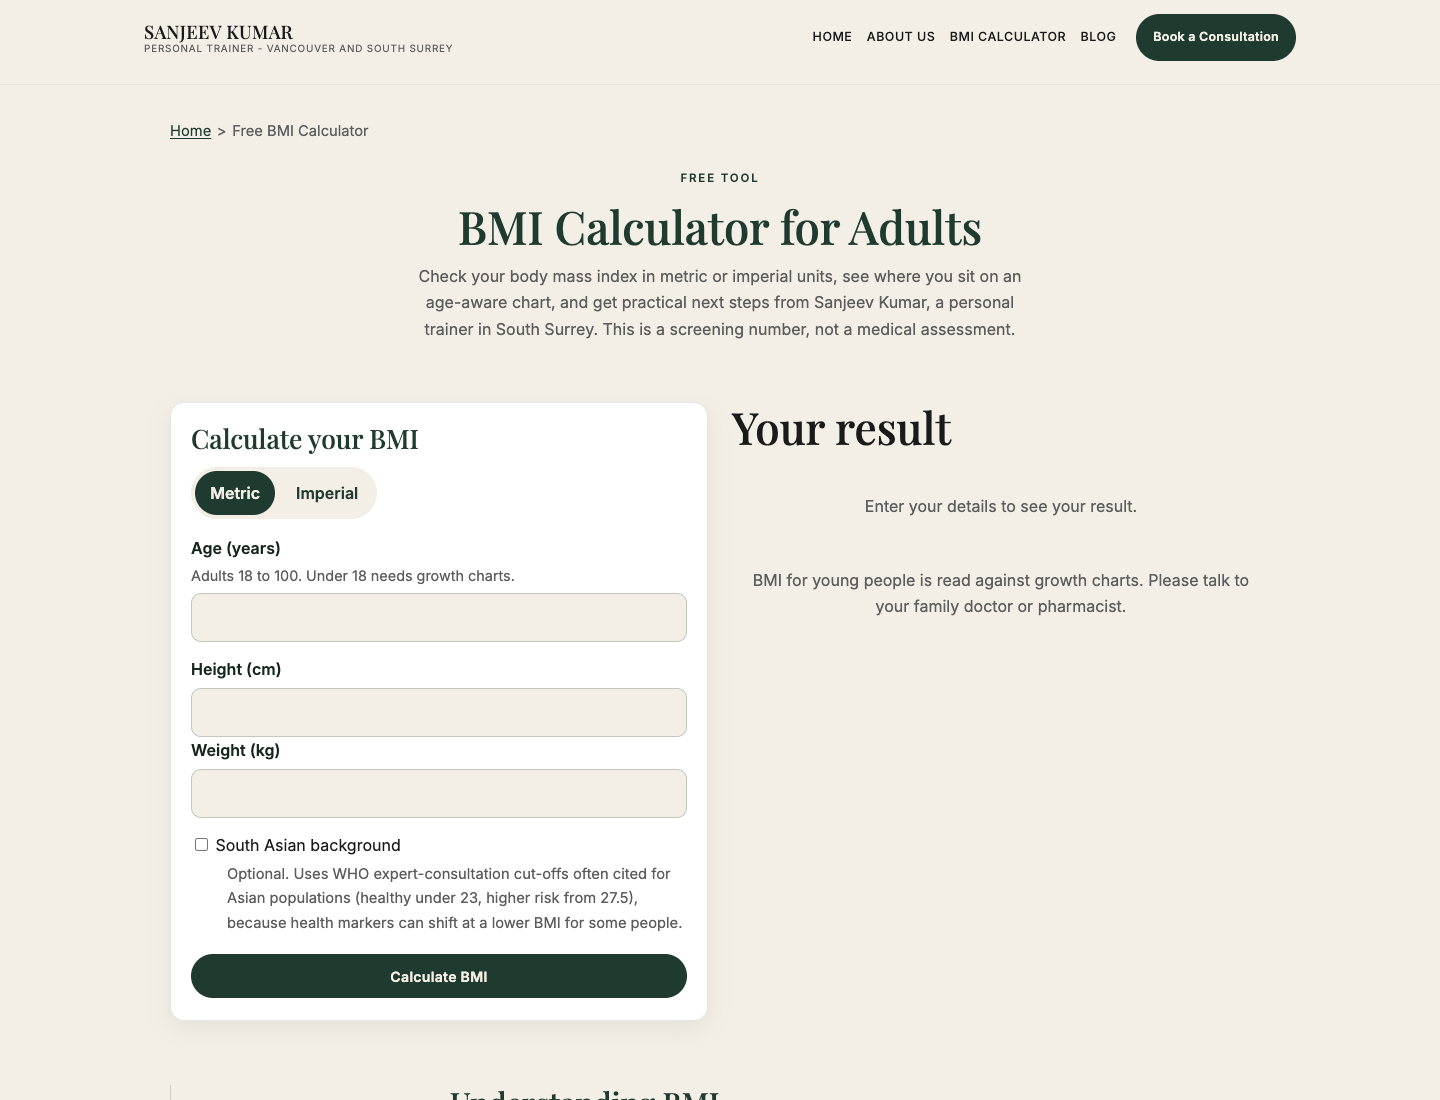 SANJEEV KUMAR
PERSONAL TRAINER - VANCOUVER AND SOUTH SURREY
HOME ABOUT US BMI CALCULATOR BLOG Book a Consultation
Home > Free BMI Calculator
FREE TOOL
BMI Calculator for Adults
Check your body mass index in metric or imperial units, see where you sit on an
age-aware chart, and get practical next steps from Sanjeev Kumar, a personal
trainer in South Surrey. This is a screening number, not a medical assessment.
Calculate your BMI
Metric Imperial
Age (years)
Adults 18 to 100. Under 18 needs growth charts.
Height (cm)
Weight (kg)
South Asian background
Optional. Uses WHO expert-consultation cut-offs often cited for
Asian populations (healthy under 23, higher risk from 27.5),
because health markers can shift at a lower BMI for some people.
Calculate BMI
Your result
Enter your details to see your result.
BMI for young people is read against growth charts. Please talk to
your family doctor or pharmacist.
Understanding BMI